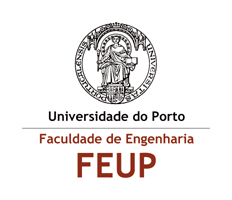 Universidade do Porto
Faculdade de Engenharia
FEUP